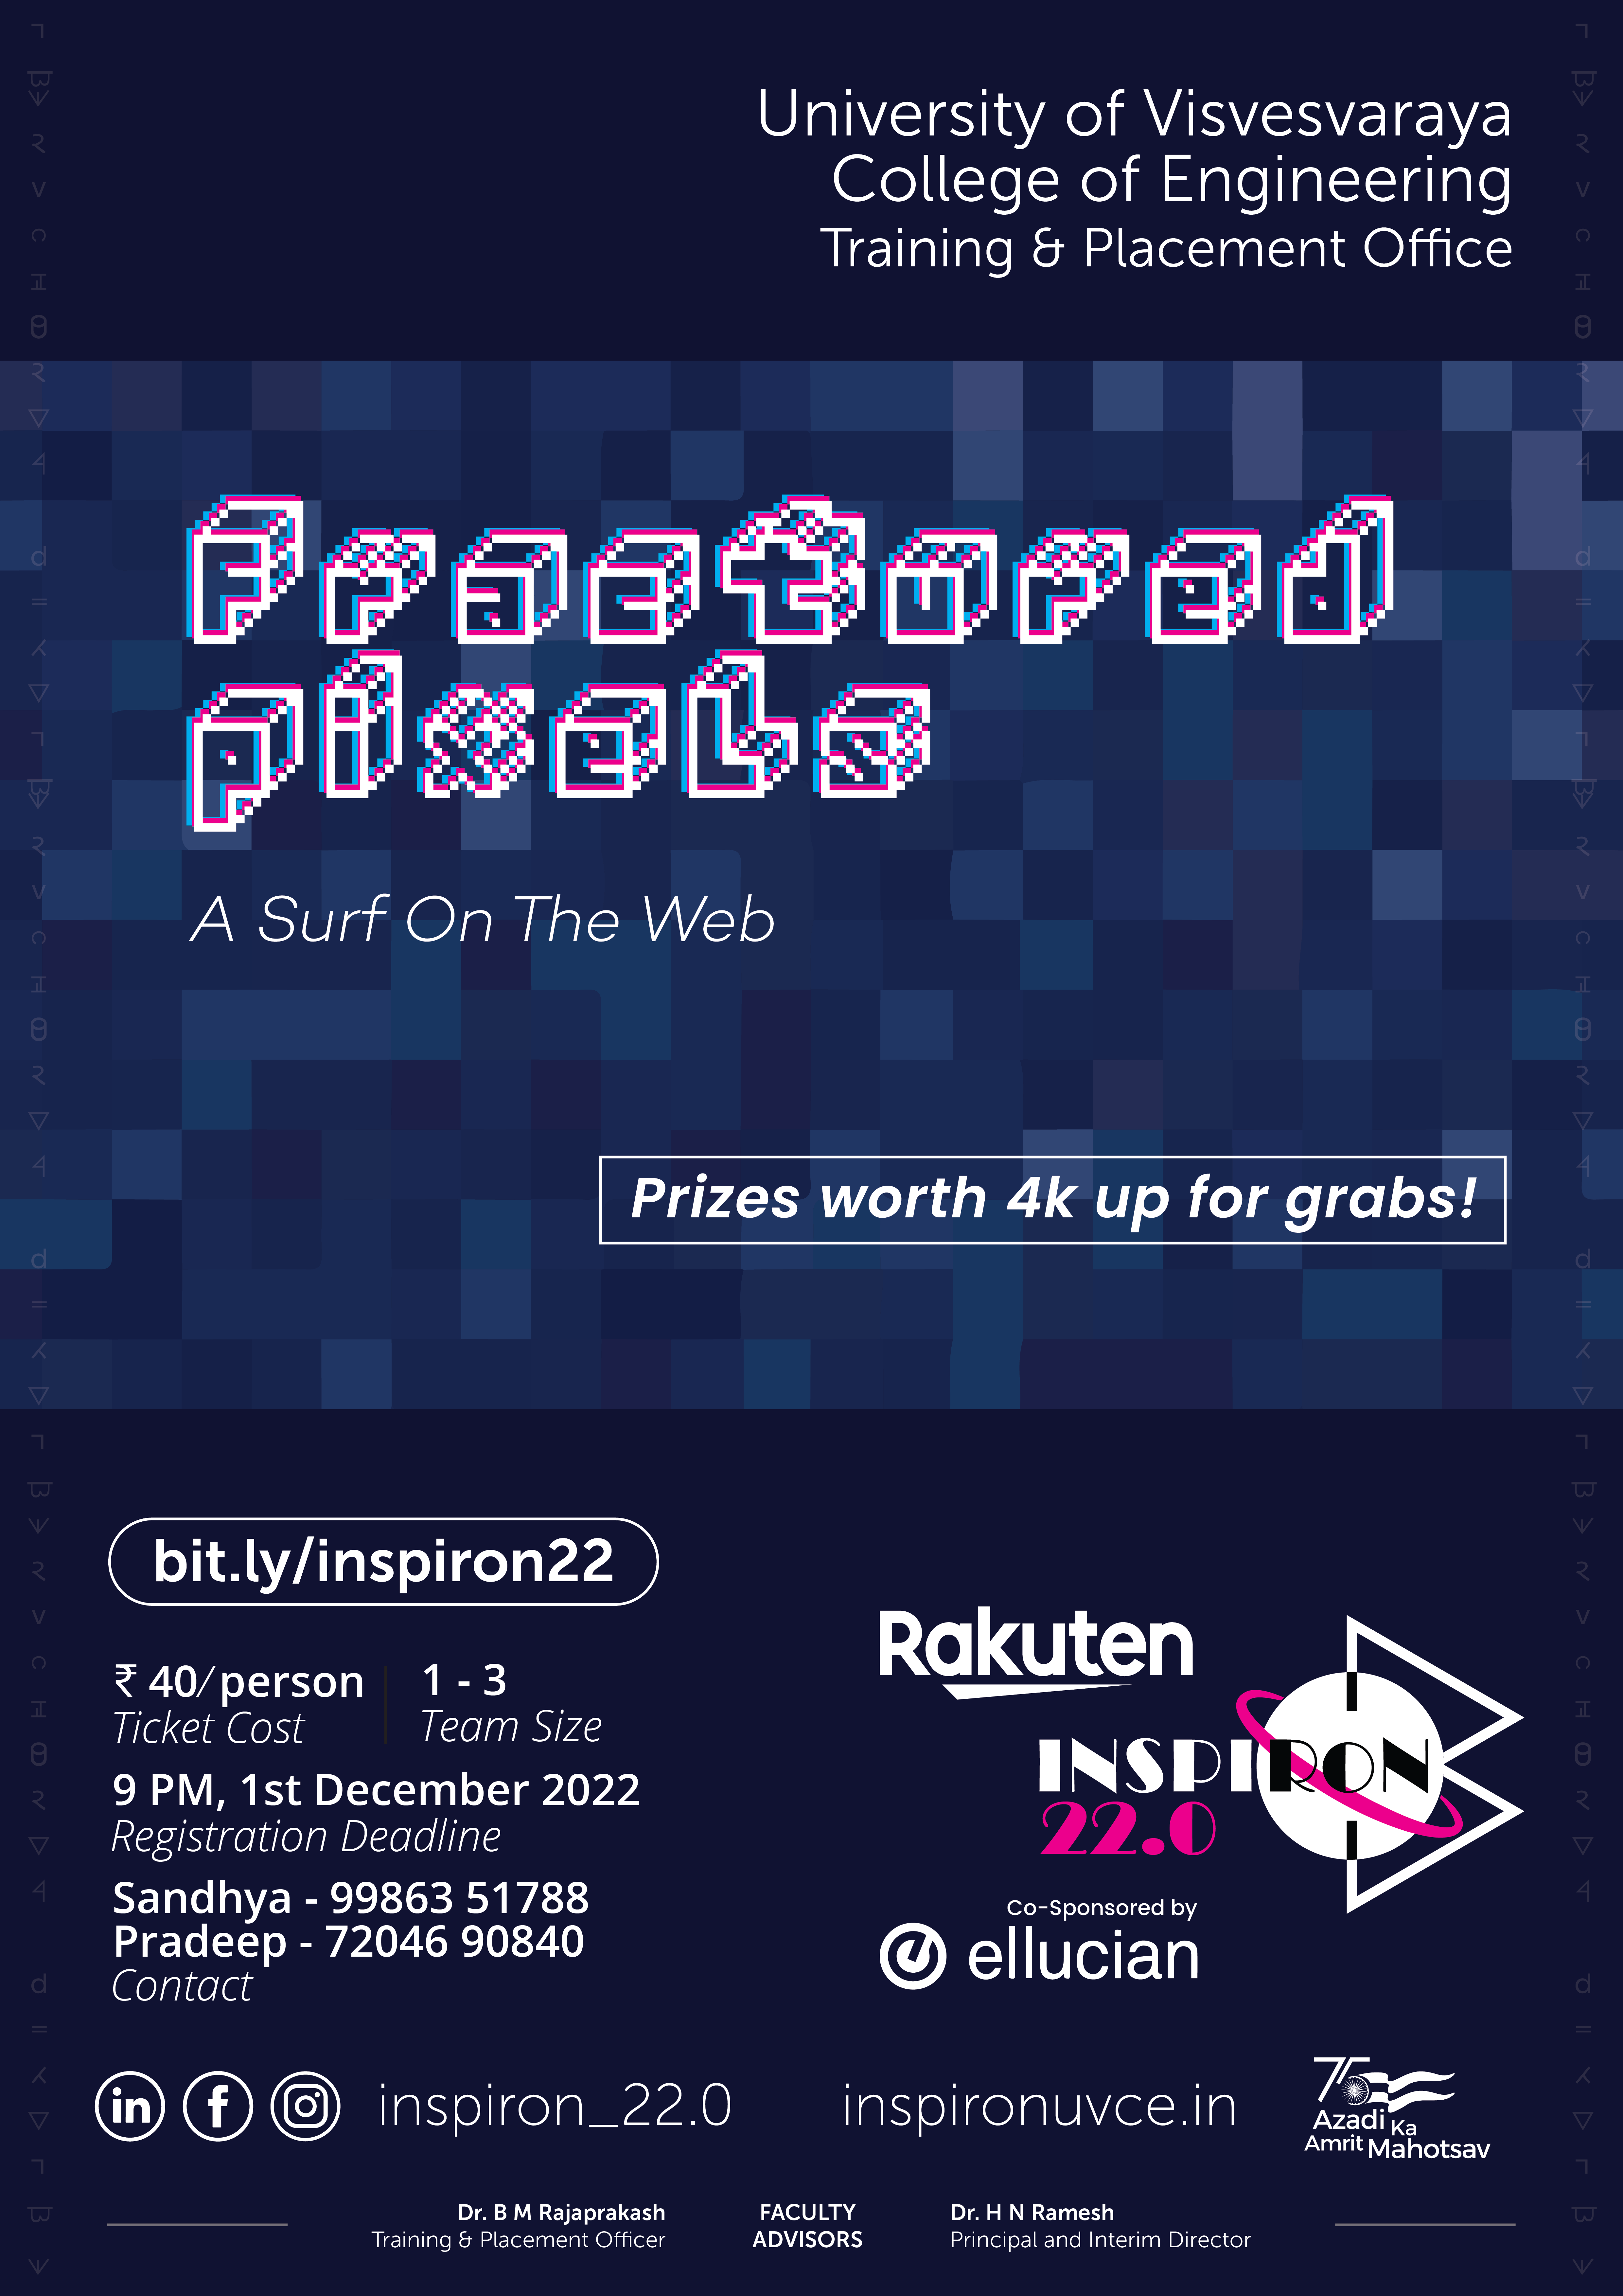 University of Visvesvaraya
College of Engineering
Training & Placement Office
Fractured
pixels
A Surf On The Web
Prizes worth 4k up for grabs!
bit.ly/inspiron22
₹ 40/person
Ticket Cost
1 - 3
Team Size
9 PM, 1st December 2022
Registration Deadline
Sandhya - 99863 51788
Pradeep - 72046 90840
Contact
Rakuten
INSPIRON
22.0
Co-Sponsored by
ellucian
in f inspiron_22.0
inspironuvce.in
75
Azadi Ka
Amrit Mahotsav
Dr. B M Rajaprakash
Training & Placement Officer
FACULTY
ADVISORS
Dr. H N Ramesh
Principal and Interim Director